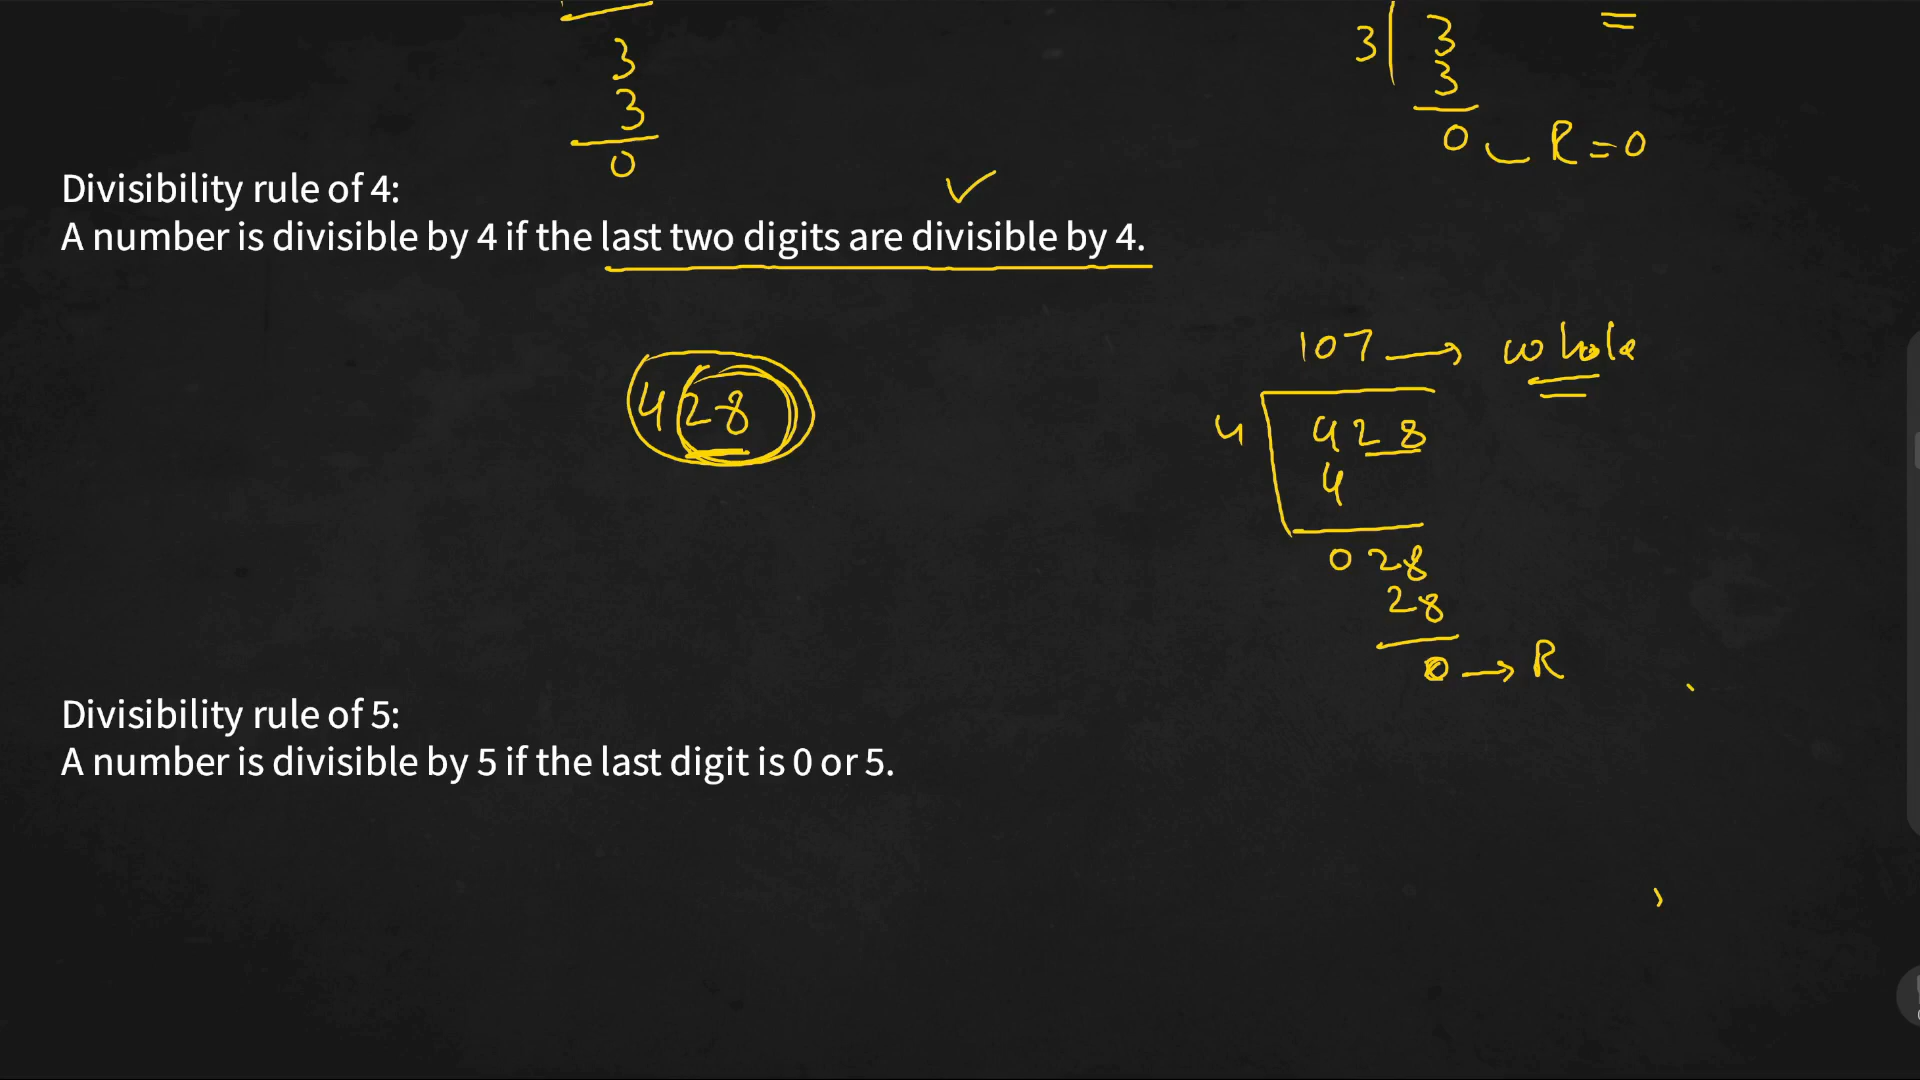 3
3
0
3 3
3
0 R=0
=
Divisibility rule of 4:
A number is divisible by 4 if the last two digits are divisible by 4.
428
107 → whole
4 428
4
028
28
0 → R
Divisibility rule of 5:
A number is divisible by 5 if the last digit is 0 or 5.